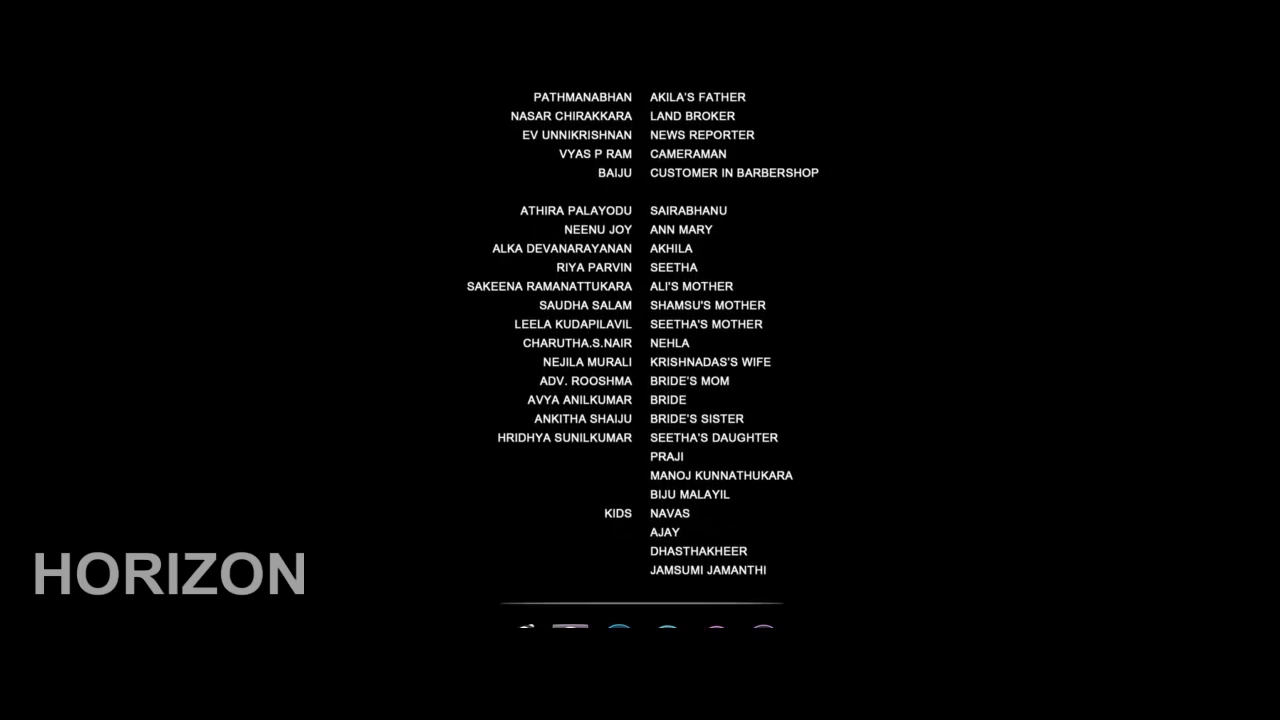 PATHMANABHAN AKILA'S FATHER
NASAR CHIRAKKARA LAND BROKER
EV UNNIKRISHNAN NEWS REPORTER
VYAS P RAM CAMERAMAN
BAIJU CUSTOMER IN BARBERSHOP
ATHIRA PALAYODU SAIRABHANU
NEENU JOY ANN MARY
ALKA DEVANARAYANAN AKHILA
RIYA PARVIN SEETHA
SAKEENA RAMANATTUKARA ALI'S MOTHER
SAUDHA SALAM SHAMSU'S MOTHER
LEELA KUDAPILAVIL SEETHA'S MOTHER
CHARUTHA.S.NAIR NEHLA
NEJILA MURALI KRISHNADAS'S WIFE
ADV. ROOSHMA BRIDE'S MOM
AVYA ANILKUMAR BRIDE
ANKITHA SHAIJU BRIDE'S SISTER
HRIDHYA SUNILKUMAR SEETHA'S DAUGHTER
PRAJI
MANOJ KUNNATHUKARA
BIJU MALAYIL
KIDS NAVAS
AJAY
DHASTHAKHEER
JAMSUMI JAMANTHI
HORIZON